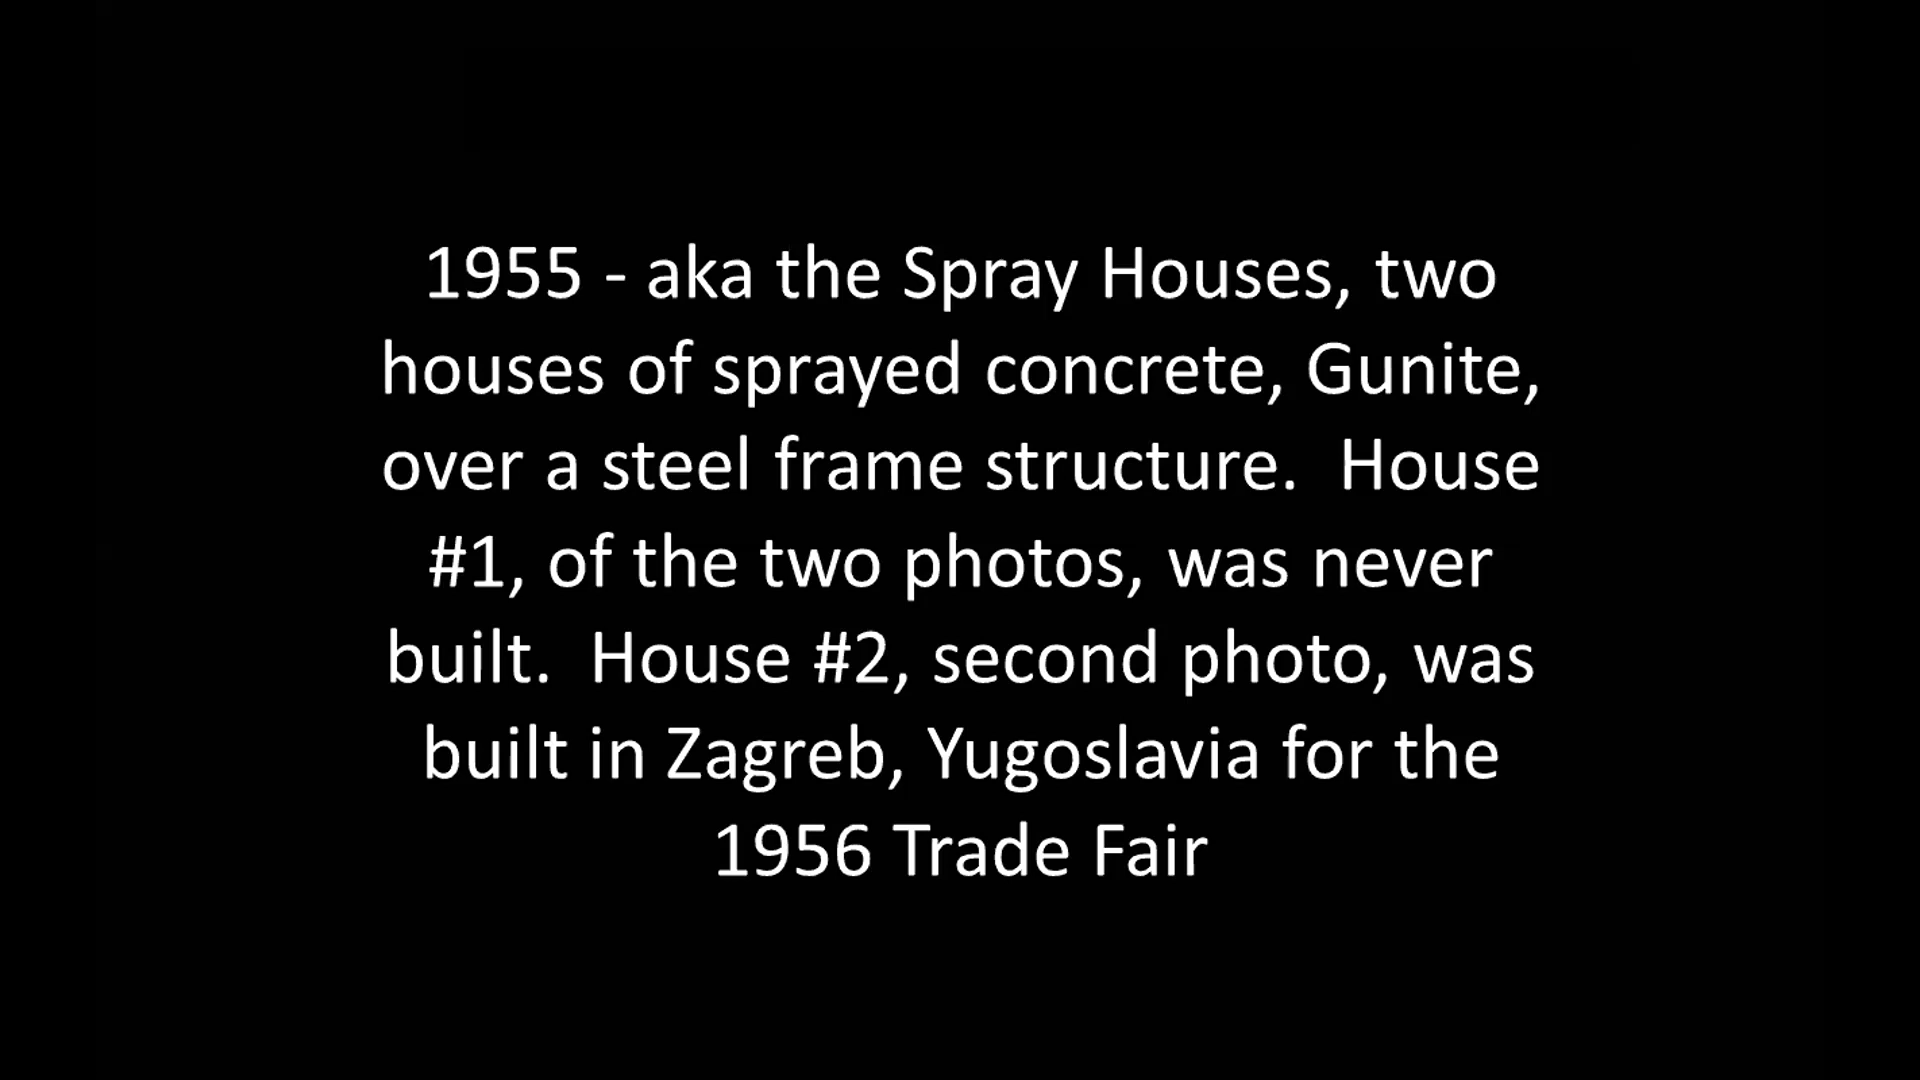 1955 - aka the Spray Houses, two
houses of sprayed concrete, Gunite,
over a steel frame structure.  House
#1, of the two photos, was never
built.  House #2, second photo, was
built in Zagreb, Yugoslavia for the
1956 Trade Fair